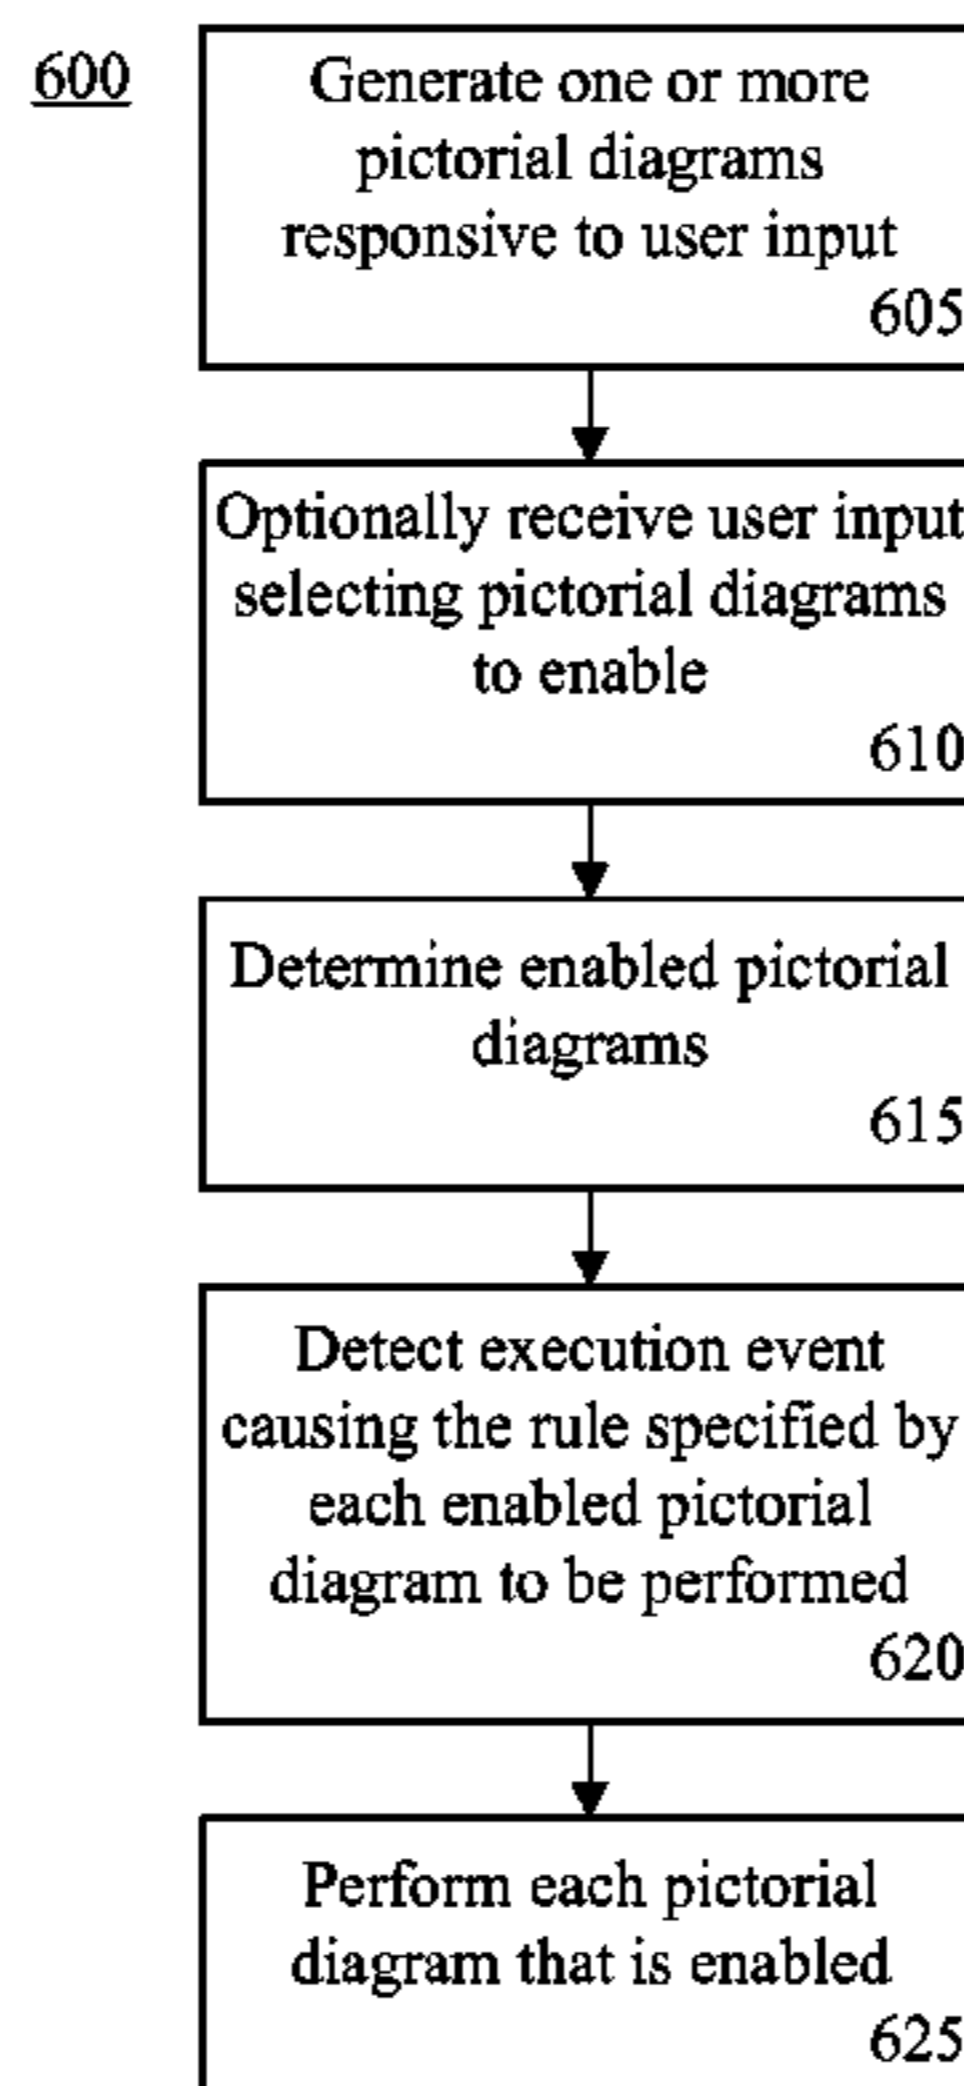 600
Generate one or more
pictorial diagrams
responsive to user input
605
Optionally receive user input
selecting pictorial diagrams
to enable
610
Determine enabled pictorial
diagrams
615
Detect execution event
causing the rule specified by
each enabled pictorial
diagram to be performed
620
Perform each pictorial
diagram that is enabled
625